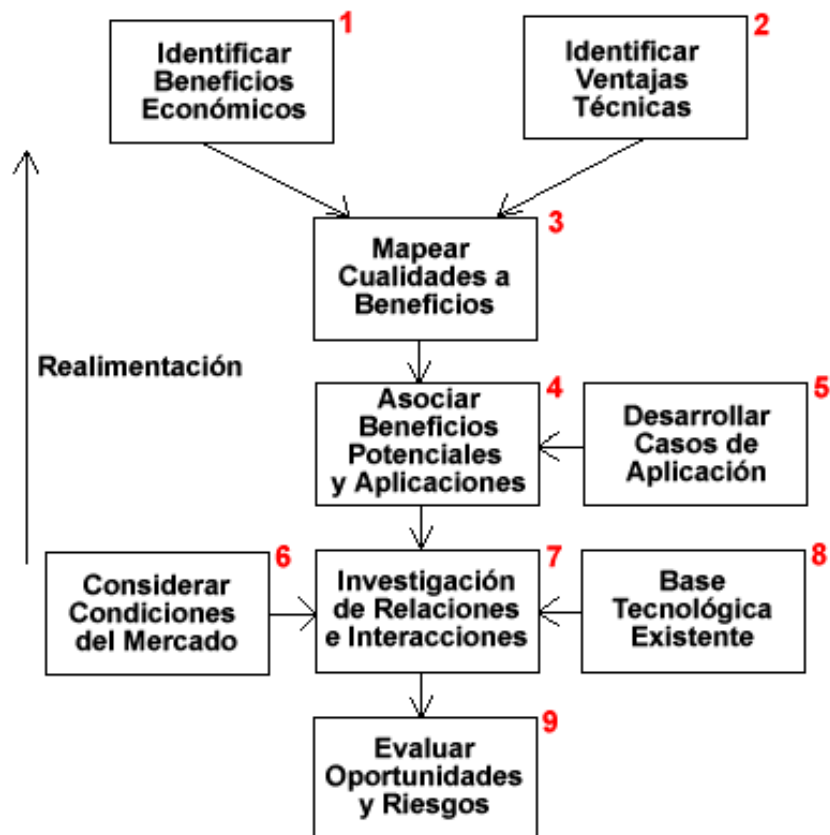 1
Identificar
Beneficios
Económicos
2
Identificar
Ventajas
Técnicas
3
Mapear
Cualidades a
Beneficios
Realimentación
4
Asociar
Beneficios
Potenciales
y Aplicaciones
5
Desarrollar
Casos de
Aplicación
6
Considerar
Condiciones
del Mercado
7
Investigación
de Relaciones
e Interacciones
8
Base
Tecnológica
Existente
9
Evaluar
Oportunidades
y Riesgos